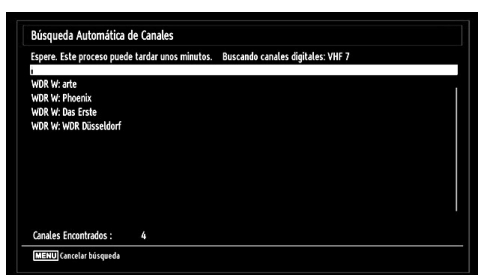 Búsqueda Automática de Canales
Espere. Este proceso puede tardar unos minutos. Buscando canales digitales: VHF 7
WDR W: arte
WDR W: Phoenix
WDR W: Das Erste
WDR W: WDR Düsseldorf
Canales Encontrados : 4
MENU Cancelar búsqueda